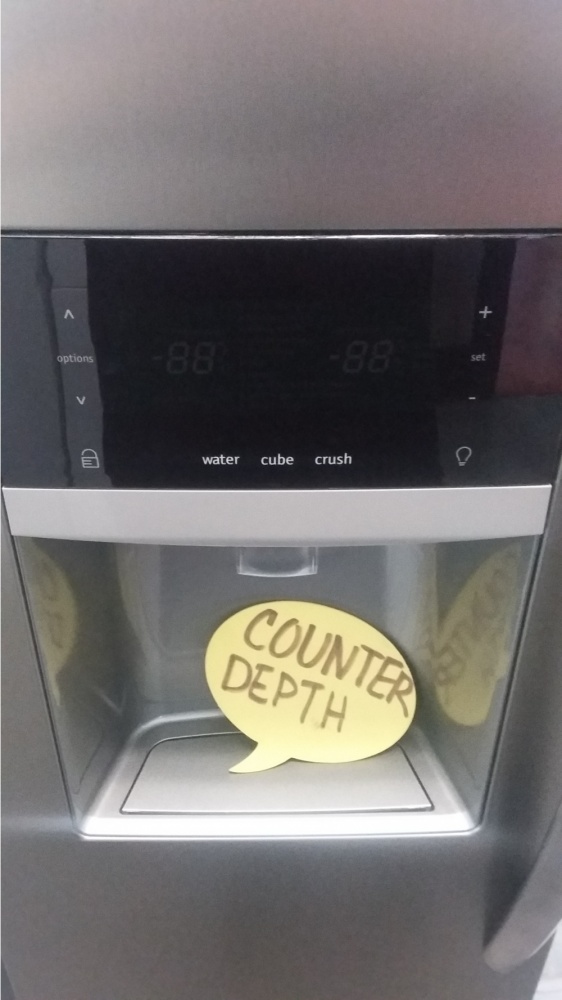 +
options -88 -88 set
-
water cube crush
COUNTER
DEPTH